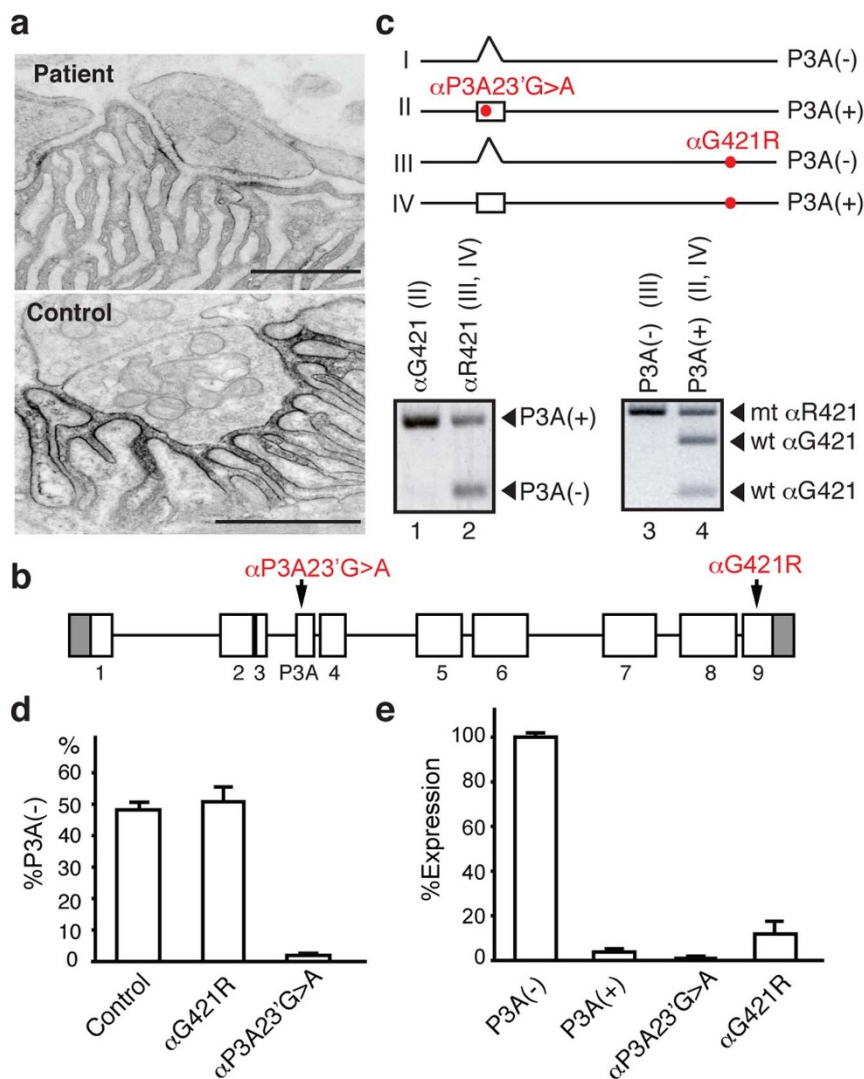 a
Patient
Control
c
I P3A(-)
αP3A23'G>A
II P3A(+)
αG421R
III P3A(-)
IV P3A(+)
αG421 (II)
αR421 (III, IV)
P3A(+)
P3A(-)
1 2
P3A(-) (III)
P3A(+) (II, IV)
mt αR421
wt αG421
wt αG421
3 4
b
αP3A23'G>A αG421R
1 2 3 P3A 4 5 6 7 8 9
d
%
60
50
40
30
20
10
0
%P3A(-)
Control
αG421R
αP3A23'G>A
e
100
80
60
40
20
0
%Expression
P3A(-)
P3A(+)
αP3A23'G>A
αG421R